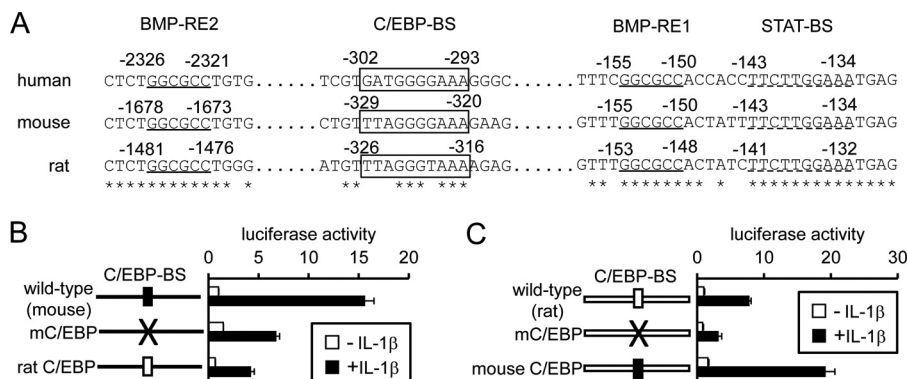 A
BMP-RE2 C/EBP-BS BMP-RE1 STAT-BS
-2326 -2321 -302 -293 -155 -150 -143 -134
human CTCTGGCGCCTGTG......TCGTGATGGGGAAAGGGC......TTTCGGCGCCACCACCTTCTTGGAAATGAG
-1678 -1673 -329 -320 -155 -150 -143 -134
mouse CTCTGGCGCCTGTG......CTGTTTAGGGGAAAGAAG......GTTTGGCGCCACTATTTCTTGGAAATGAG
-1481 -1476 -326 -316 -153 -148 -141 -132
rat CTCTGGCGCCTGGG......ATGTTTAGGGTAAAAGAG......GTTTGGCGCCACTATCTTCTTGGAAATGAG
************ * ** *** *** ** ******** * **************
B
luciferase activity
C/EBP-BS 0 5 10 15 20
wild-type
(mouse)
mC/EBP
rat C/EBP
- IL-1β
+IL-1β
C
luciferase activity
C/EBP-BS 0 10 20 30
wild-type
(rat)
mC/EBP
mouse C/EBP
- IL-1β
+IL-1β